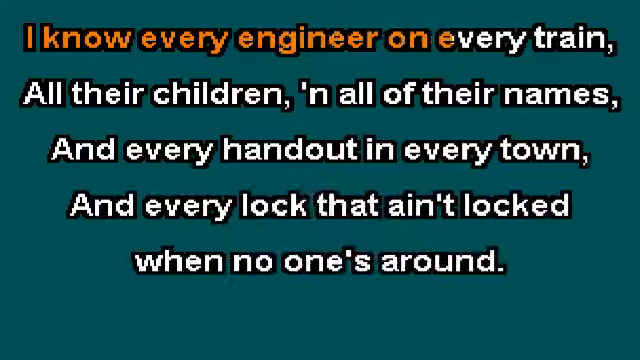 I know every engineer on every train,
All their children, 'n all of their names,
And every handout in every town,
And every lock that ain't locked
when no one's around.